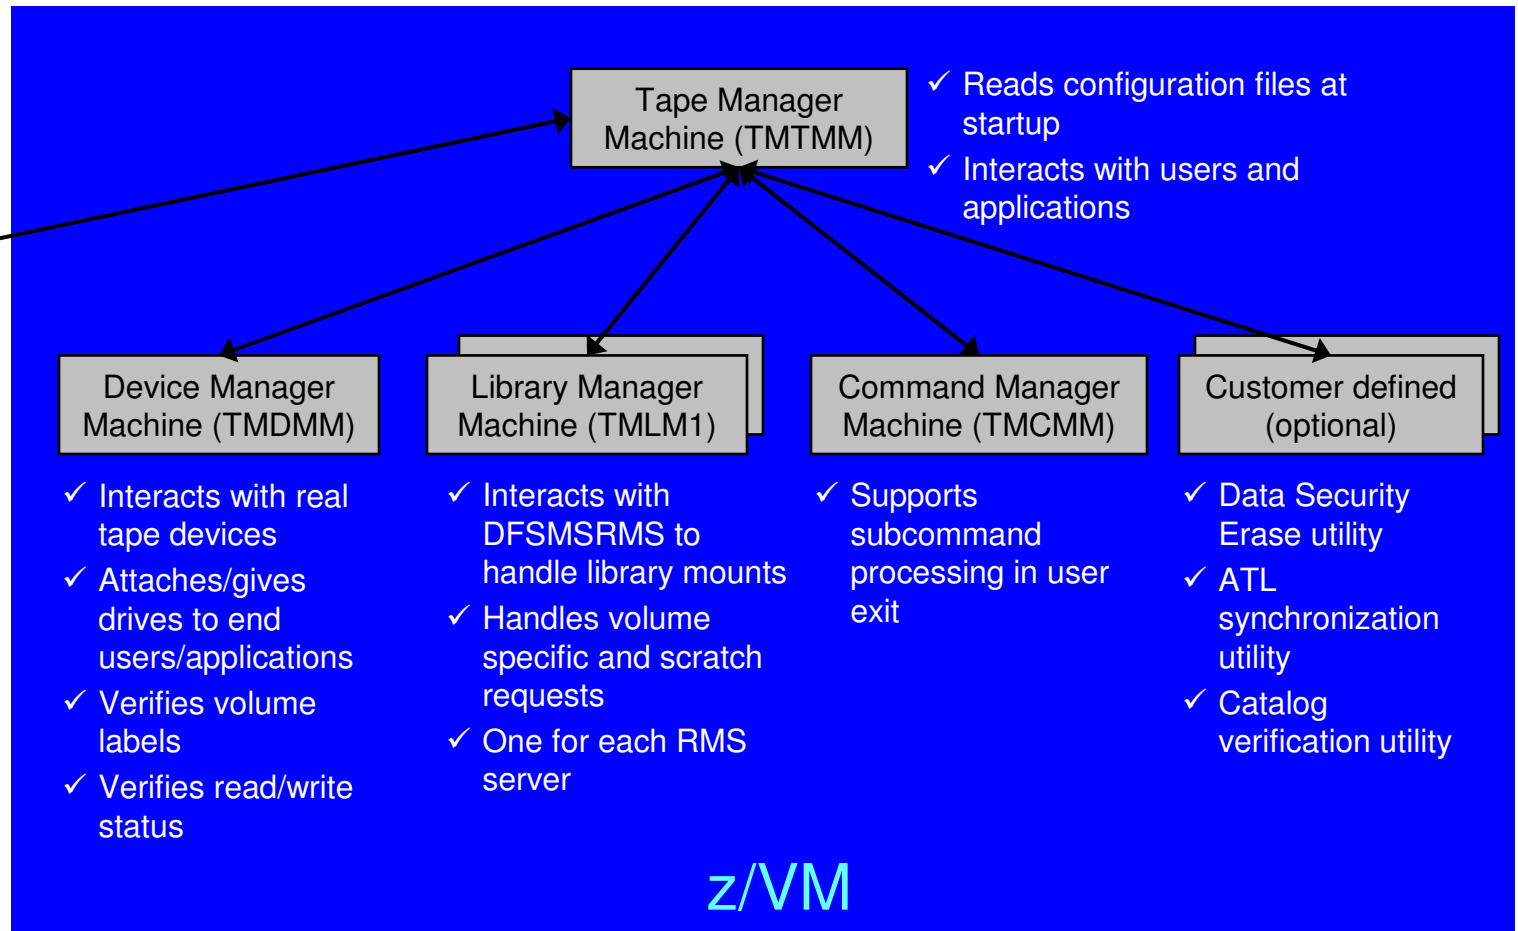 Tape Manager
Machine (TMTMM)
✓ Reads configuration files at
startup
✓ Interacts with users and
applications
Device Manager
Machine (TMDMM)
✓ Interacts with real
tape devices
✓ Attaches/gives
drives to end
users/applications
✓ Verifies volume
labels
✓ Verifies read/write
status
Library Manager
Machine (TMLM1)
✓ Interacts with
DFSMSRMS to
handle library mounts
✓ Handles volume
specific and scratch
requests
✓ One for each RMS
server
Command Manager
Machine (TMCMM)
✓ Supports
subcommand
processing in user
exit
Customer defined
(optional)
✓ Data Security
Erase utility
✓ ATL
synchronization
utility
✓ Catalog
verification utility
z/VM